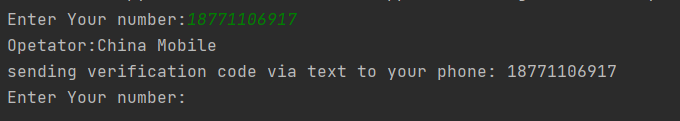 Enter Your number:18771106917
Opetator:China Mobile
sending verification code via text to your phone: 18771106917
Enter Your number: